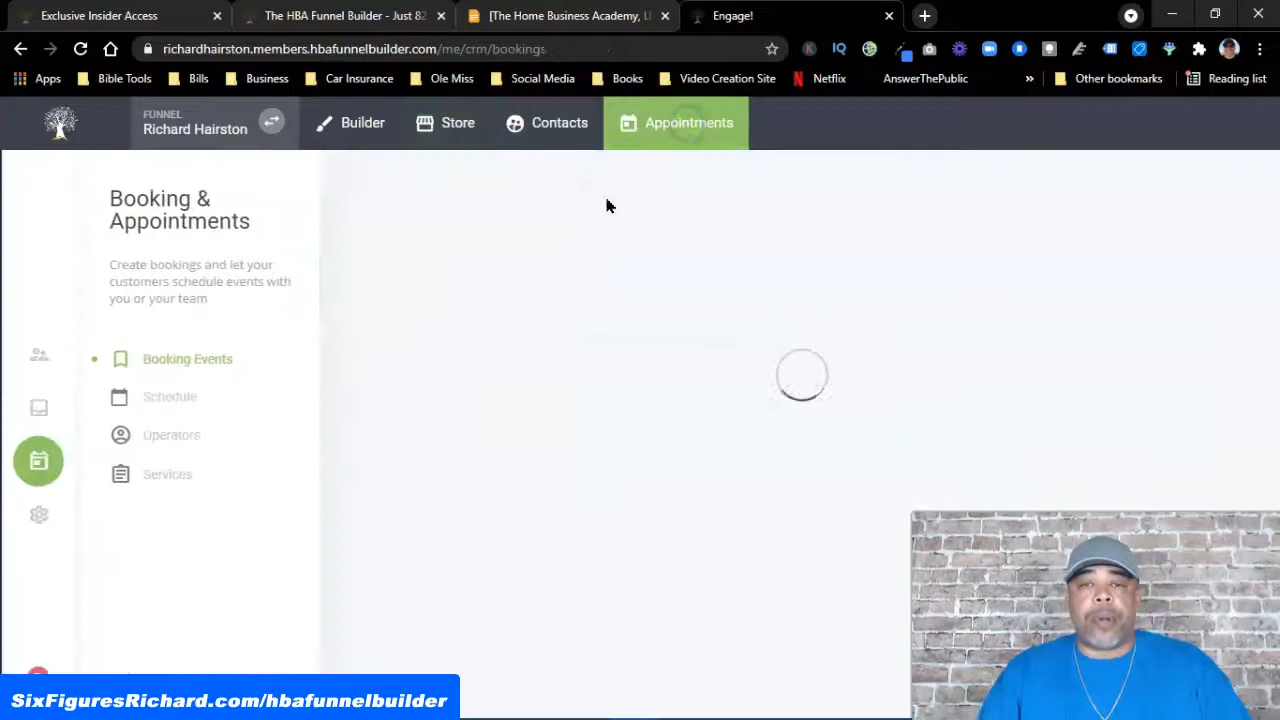 Exclusive Insider Access
The HBA Funnel Builder - Just 82
[The Home Business Academy, Ll
Engage!
richardhairston.members.hbafunnelbuilder.com/me/crm/bookings
Apps
Bible Tools
Bills
Business
Car Insurance
Ole Miss
Social Media
Books
Video Creation Site
Netflix
AnswerThePublic
»
Other bookmarks
Reading list
FUNNEL
Richard Hairston
Builder
Store
Contacts
Appointments
Booking &
Appointments
Create bookings and let your
customers schedule events with
you or your team
Booking Events
Schedule
Operators
Services
SixFiguresRichard.com/hbafunnelbuilder